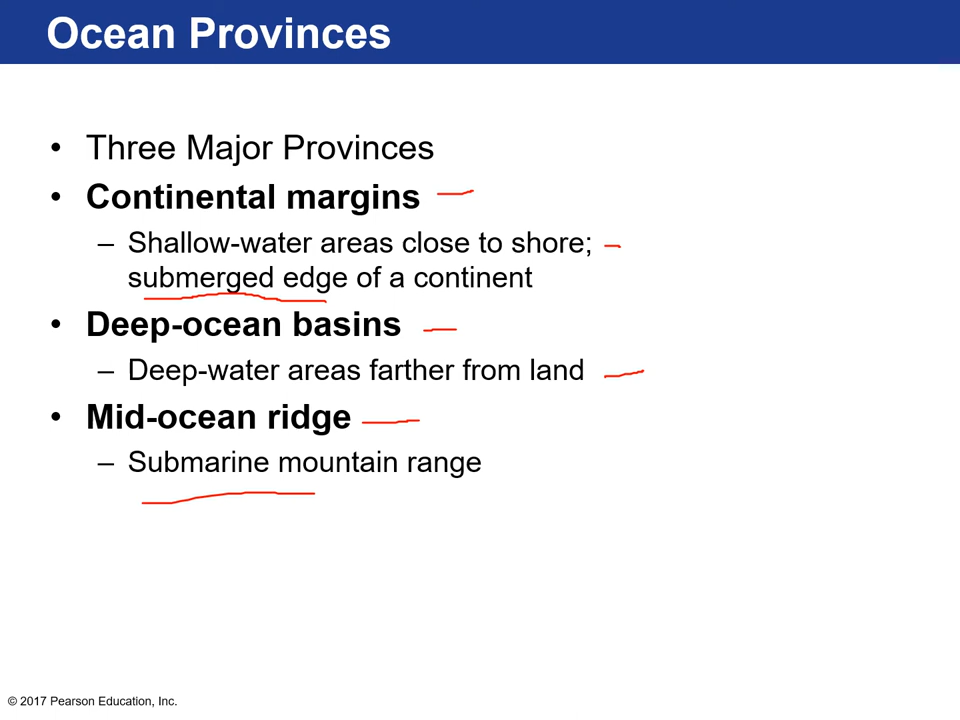 Ocean Provinces
• Three Major Provinces
• Continental margins
– Shallow-water areas close to shore;
submerged edge of a continent
• Deep-ocean basins
– Deep-water areas farther from land
• Mid-ocean ridge
– Submarine mountain range
© 2017 Pearson Education, Inc.